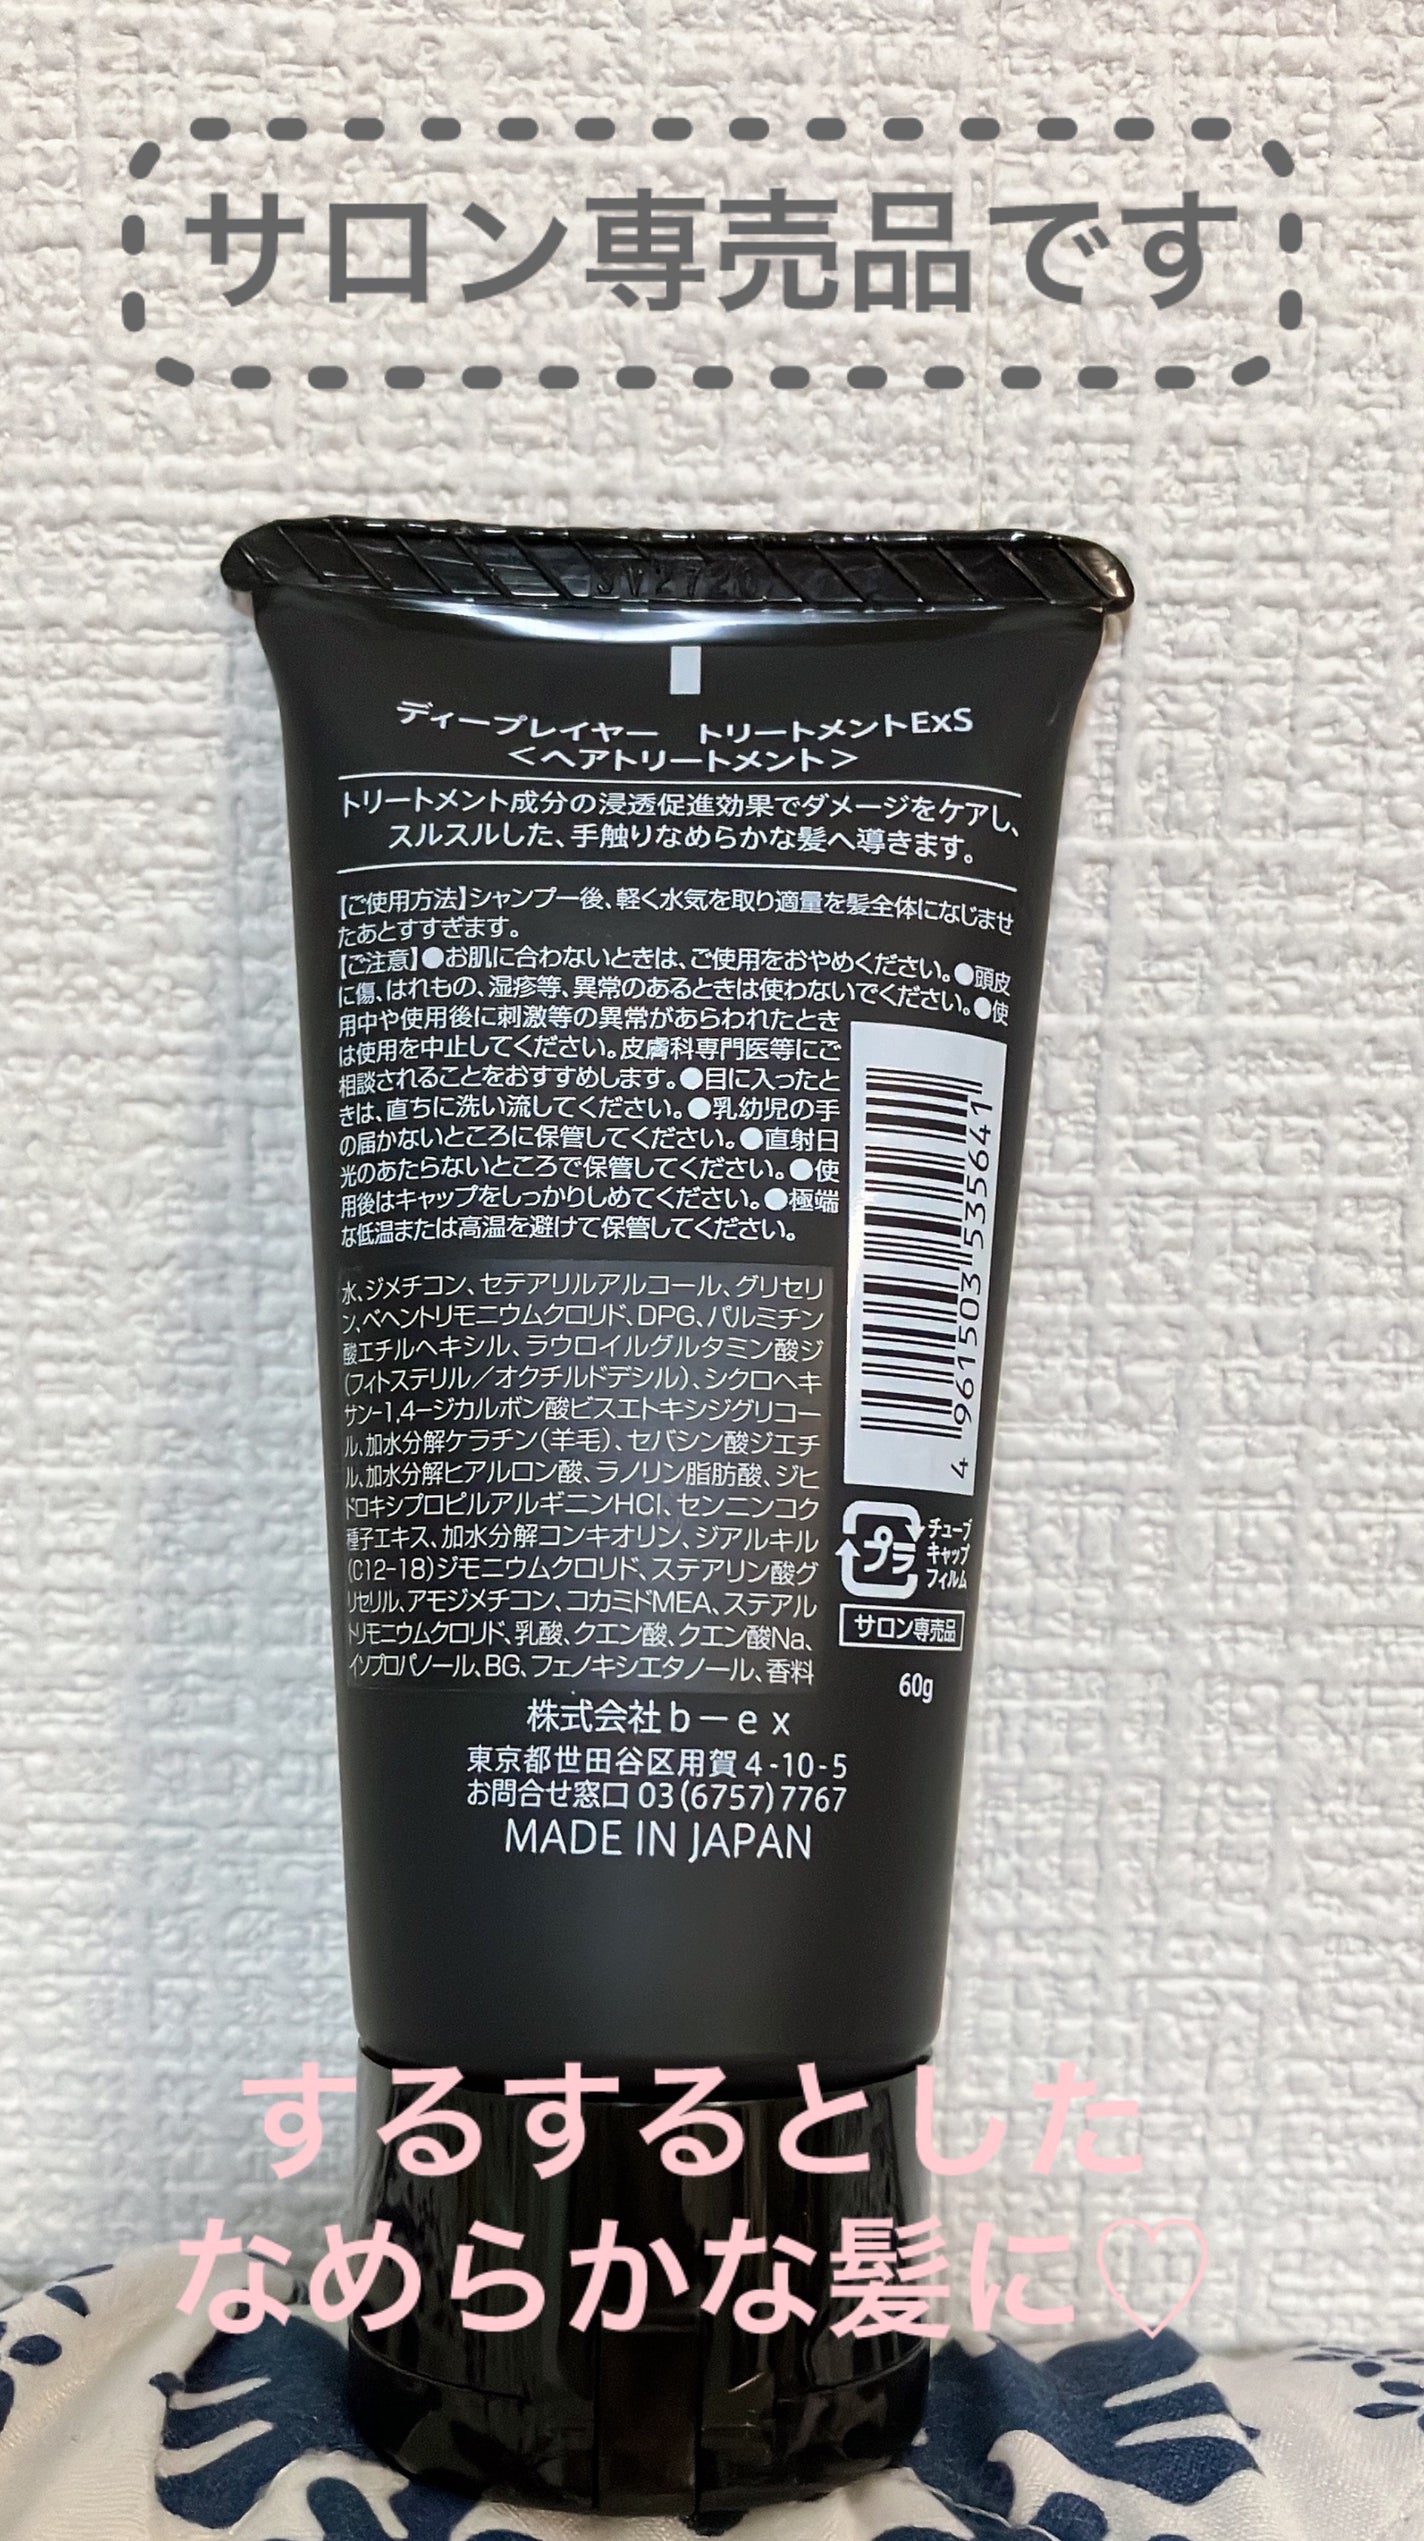 サロン専売品です
ディープレイヤー トリートメントExS
<ヘアトリートメント>
トリートメント成分の浸透促進効果でダメージをケアし、
スルスルした、手触りなめらかな髪へ導きます。
【ご使用方法】シャンプー後、軽く水気を取り適量を髪全体になじませ
たあとすすぎます。
【ご注意】●お肌に合わないときは、ご使用をおやめください。●頭皮
に傷、はれもの、湿疹等、異常のあるときは使わないでください。●使
用中や使用後に刺激等の異常があらわれたとき
は使用を中止してください。皮膚科専門医等にご
相談されることをおすすめします。●目に入ったと
きは、直ちに洗い流してください。●乳幼児の手
の届かないところに保管してください。●直射日
光のあたらないところで保管してください。●使
用後はキャップをしっかりしめてください。●極端
な低温または高温を避けて保管してください。
4 961503 535641
水、ジメチコン、セテアリルアルコール、グリセリ
ン、ベヘントリモニウムクロリド、DPG、パルミチン
酸エチルヘキシル、ラウロイルグルタミン酸ジ
(フィトステリル/オクチルドデシル)、シクロヘキ
サン-1,4-ジカルボン酸ビスエトキシジグリコー
ル、加水分解ケラチン(羊毛)、セバシン酸ジエチ
ル、加水分解ヒアルロン酸、ラノリン脂肪酸、ジヒ
ドロキシプロピルアルギニンHCl、センニンコク
種子エキス、加水分解コンキオリン、ジアルキル
(C12-18)ジモニウムクロリド、ステアリン酸グ
リセリル、アモジメチコン、コカミドMEA、ステアル
トリモニウムクロリド、乳酸、クエン酸、クエン酸Na、
イソプロパノール、BG、フェノキシエタノール、香料
プラ
チューブ
キャップ
フィルム
サロン専売品
60g
株式会社b-ex
東京都世田谷区用賀4-10-5
お問合せ窓口 03(6757)7767
MADE IN JAPAN
するするとした
なめらかな髪に♡